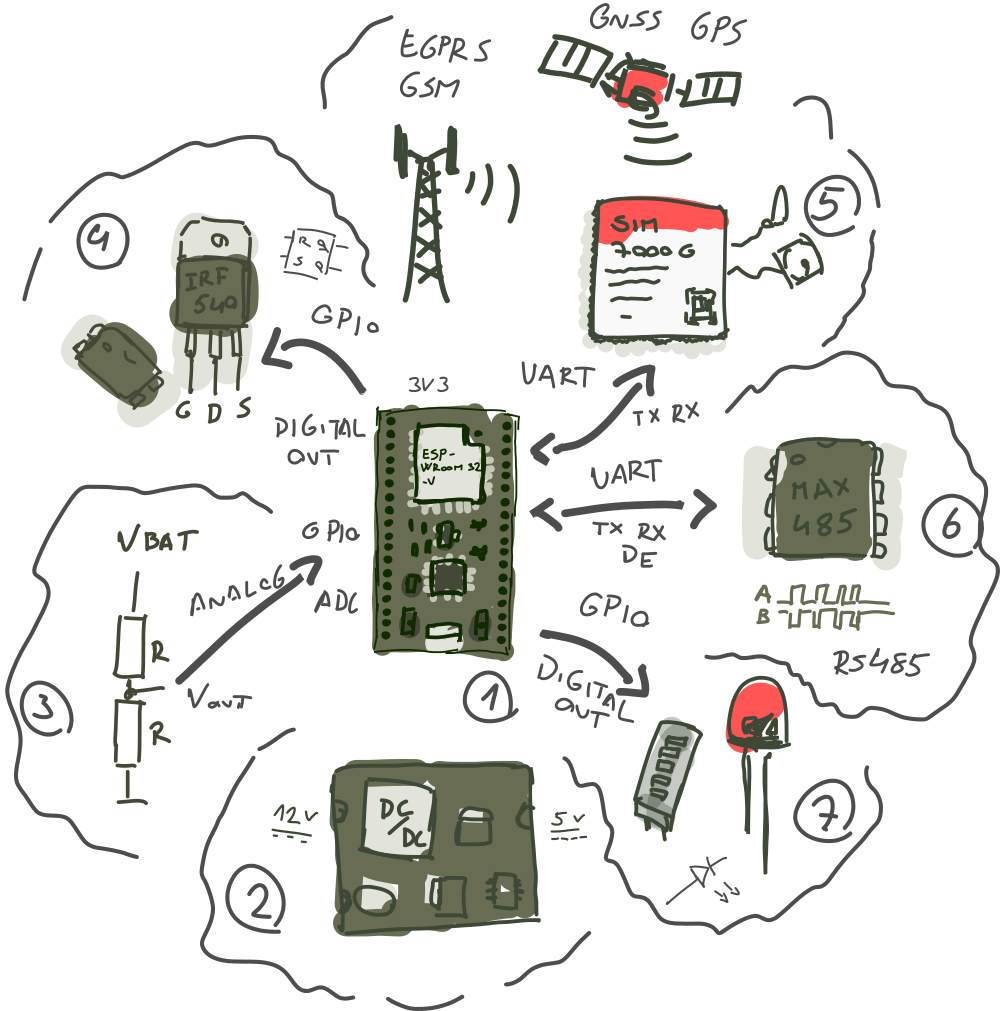 GNSS GPS
EGPRS
GSM
5
SIM
7000G
4
IRF
540
R Q
S Q
GPIO
G D S
DIGITAL
OUT
3V3
UART
TX RX
ESP-
WROOM 32
-V
UART
TX RX
DE
MAX
485
6
A
B
RS485
VBAT
GPIO
ADC
ANALOG
R
VOUT
R
3
1
GPIO
DIGITAL
OUT
7
12V
DC/DC
5V
2